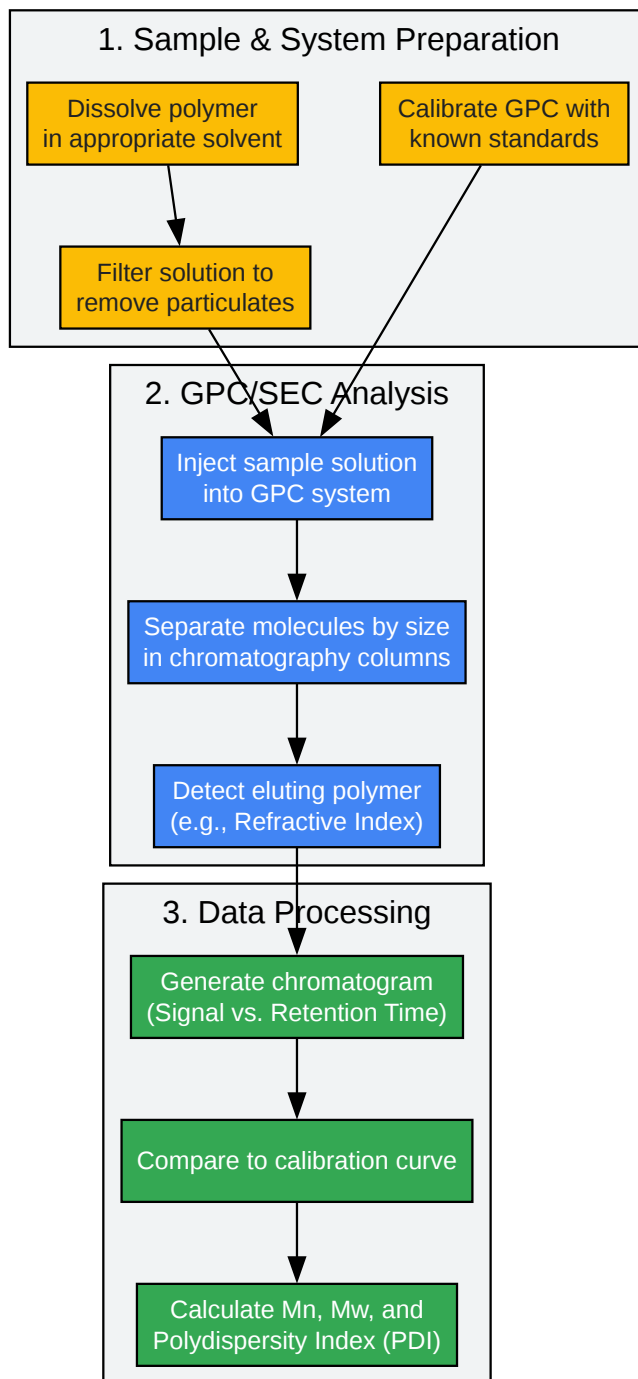 1. Sample & System Preparation
Dissolve polymer
in appropriate solvent
Calibrate GPC with
known standards
Filter solution to
remove particulates
2. GPC/SEC Analysis
Inject sample solution
into GPC system
Separate molecules by size
in chromatography columns
Detect eluting polymer
(e.g., Refractive Index)
3. Data Processing
Generate chromatogram
(Signal vs. Retention Time)
Compare to calibration curve
Calculate Mn, Mw, and
Polydispersity Index (PDI)